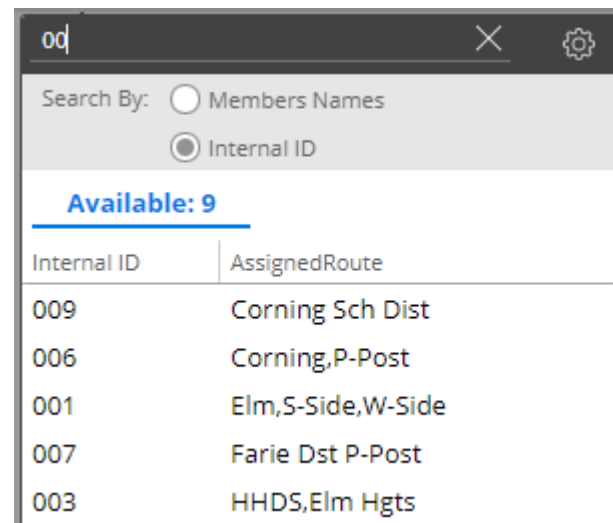 00
Search By: Members Names
Internal ID
Available: 9
Internal ID AssignedRoute
009 Corning Sch Dist
006 Corning,P-Post
001 Elm,S-Side,W-Side
007 Farie Dst P-Post
003 HHDS,Elm Hgts